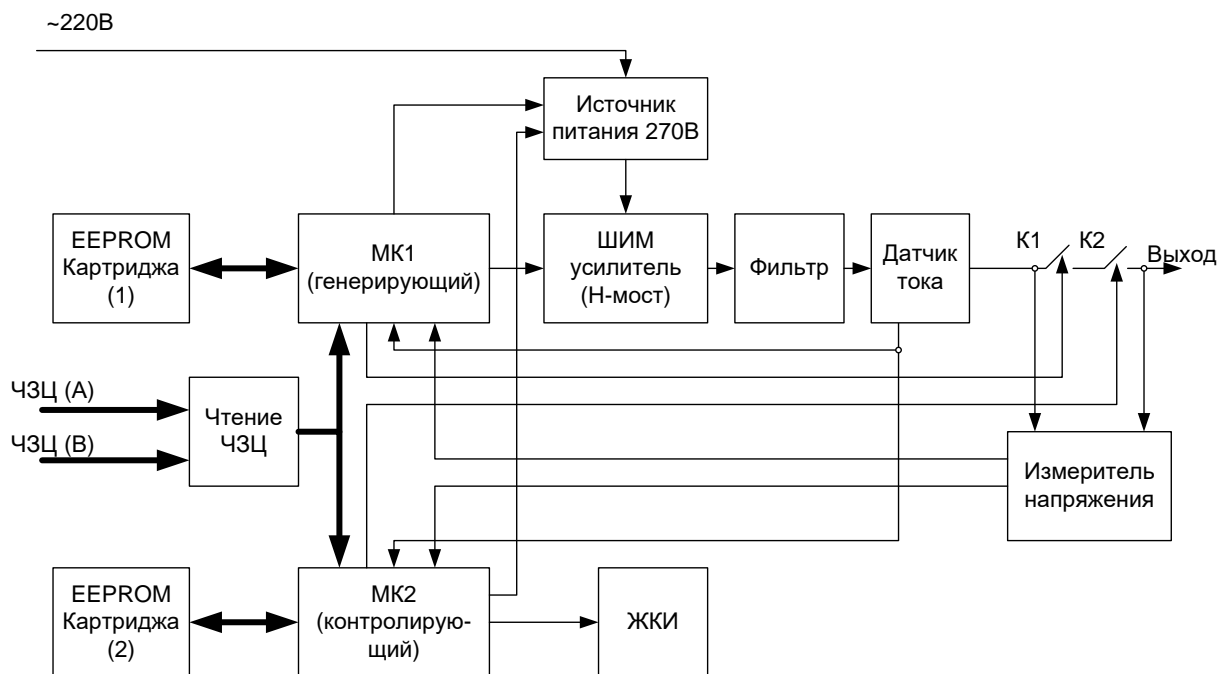 ~220В
Источник
питания 270В
EEPROM
Картриджа
(1)
МК1
(генерирующий)
ШИМ
усилитель
(Н-мост)
Фильтр
Датчик
тока
К1
К2
Выход
ЧЗЦ (А)
ЧЗЦ (В)
Чтение
ЧЗЦ
Измеритель
напряжения
EEPROM
Картриджа
(2)
МК2
(контролирую-
щий)
ЖКИ